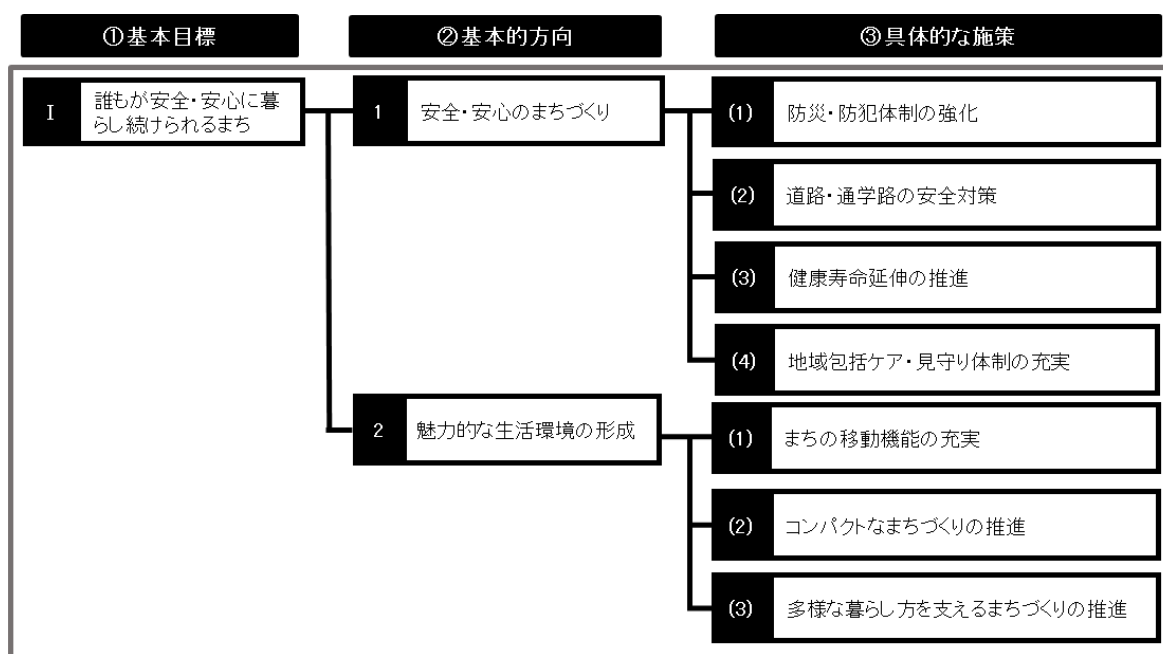 ①基本目標
②基本的方向
③具体的な施策
Ⅰ
誰もが安全・安心に暮
らし続けられるまち
1
安全・安心のまちづくり
(1)
防災・防犯体制の強化
(2)
道路・通学路の安全対策
(3)
健康寿命延伸の推進
(4)
地域包括ケア・見守り体制の充実
2
魅力的な生活環境の形成
(1)
まちの移動機能の充実
(2)
コンパクトなまちづくりの推進
(3)
多様な暮らし方を支えるまちづくりの推進